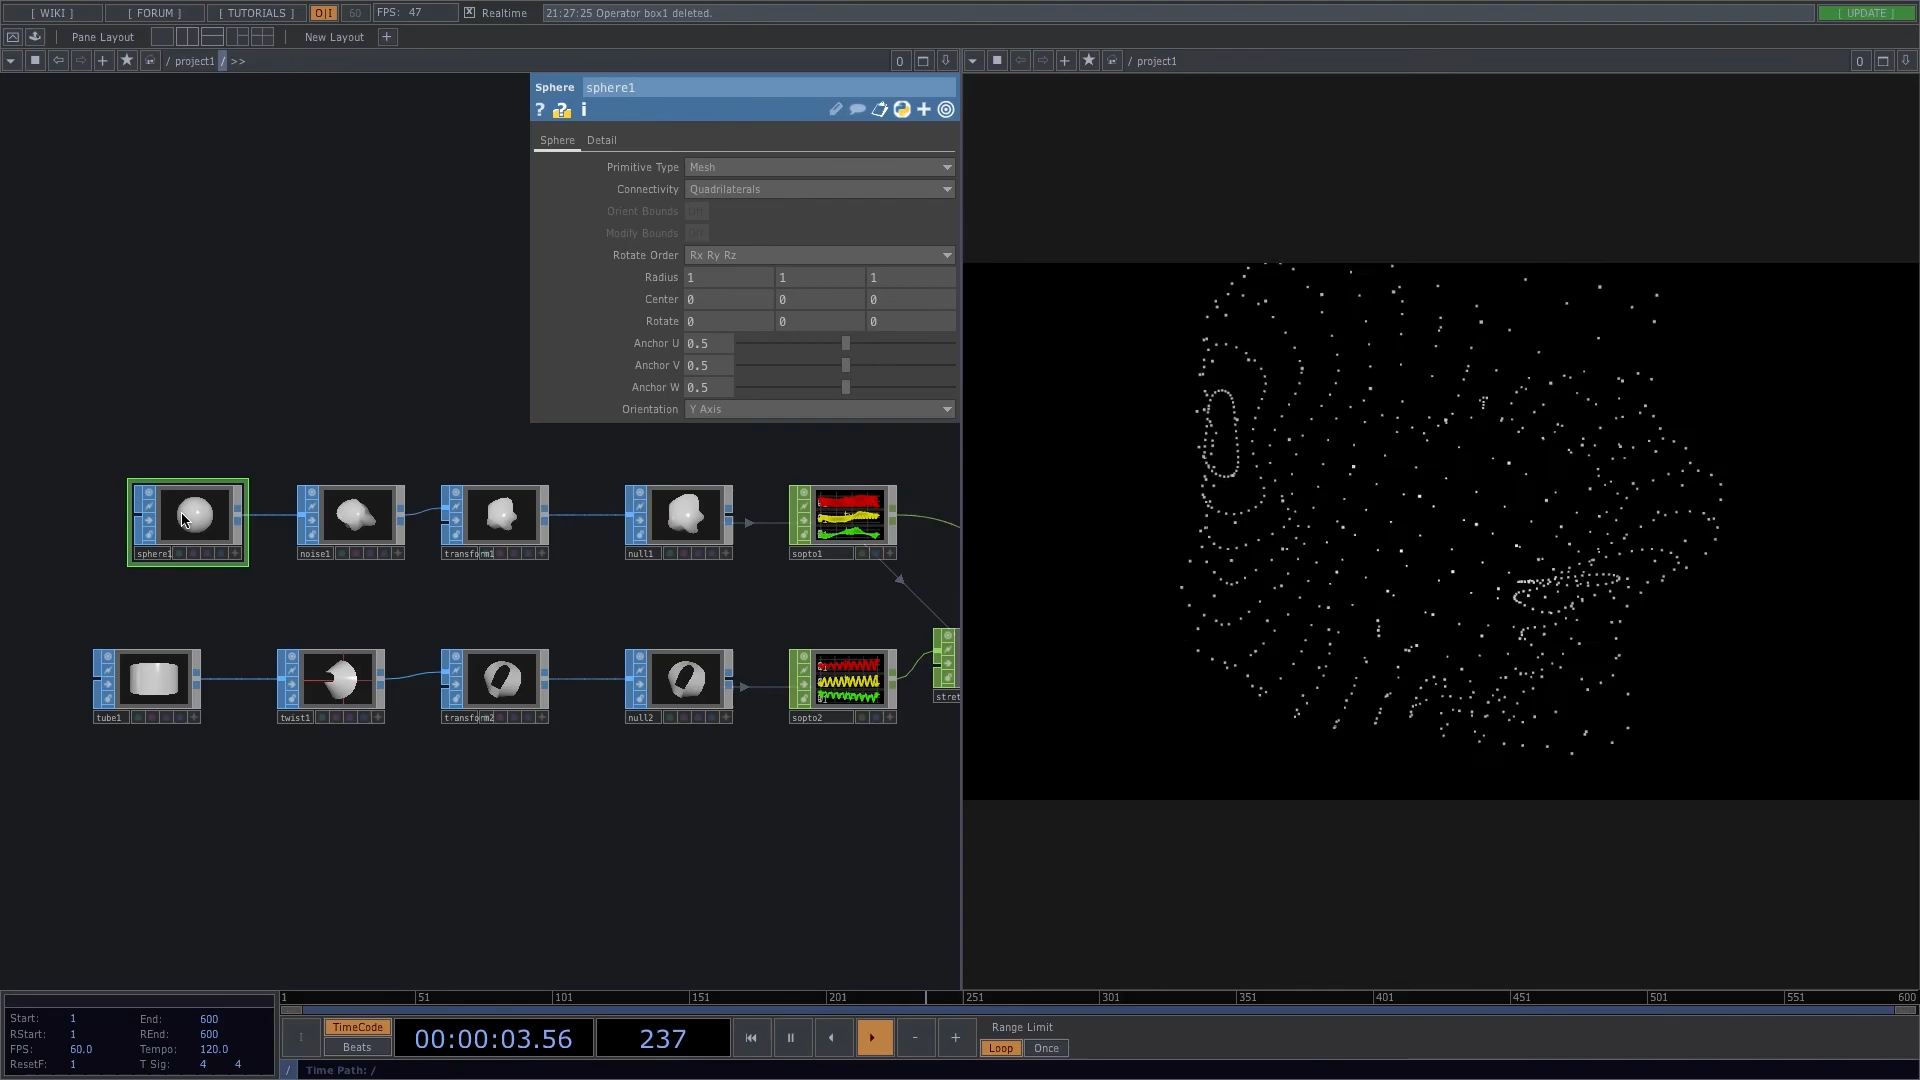 [ WIKI ] [ FORUM ] [ TUTORIALS ] O|I 60 FPS: 47 Realtime 21:27:25 Operator box1 deleted. [ UPDATE ]
Pane Layout New Layout +
/ project1 / >> 0
/ project1 0
Sphere sphere1
? ? i
Sphere Detail
Primitive Type Mesh
Connectivity Quadrilaterals
Orient Bounds Off
Modify Bounds Off
Rotate Order Rx Ry Rz
Radius 1 1 1
Center 0 0 0
Rotate 0 0 0
Anchor U 0.5
Anchor V 0.5
Anchor W 0.5
Orientation Y Axis
sphere1 noise1 transform1 null1 sopto1
tube1 twist1 transform2 null2 sopto2 stret
1 51 101 151 201 251 301 351 401 451 501 551 600
Start: 1 End: 600
RStart: 1 REnd: 600
FPS: 60.0 Tempo: 120.0
ResetF: 1 T Sig: 4 4
TimeCode
Beats
00:00:03.56 237 - +
Range Limit
Loop Once
/ Time Path: /